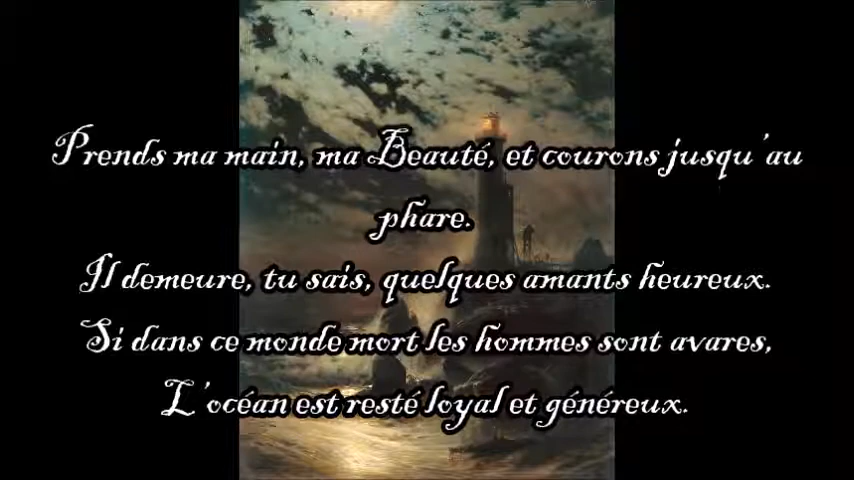 Prends ma main, ma Beauté, et courons jusqu'au
phare.
Il demeure, tu sais, quelques amants heureux.
Si dans ce monde mort les hommes sont avares,
L'océan est resté loyal et généreux.